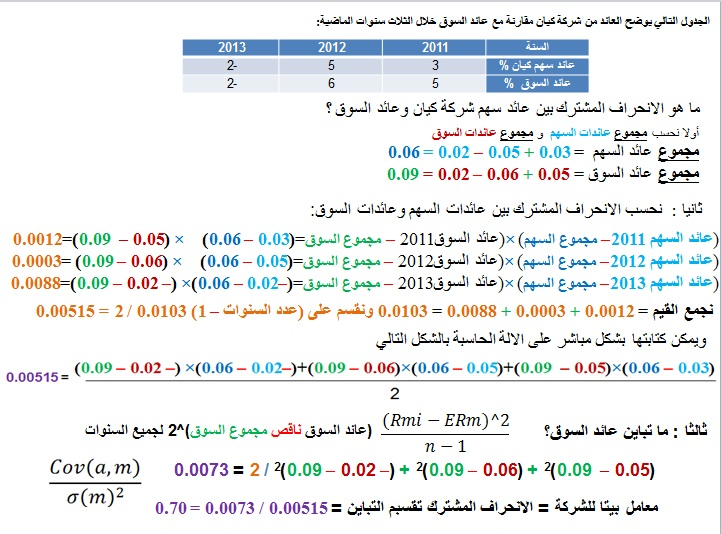 الجدول التالي يوضح العائد من شركة كيان مقارنة مع عائد السوق خلال الثلاث سنوات الماضية:
السنة 2011 2012 2013
عائد سهم كيان % 3 5 2-
عائد السوق % 5 6 2-
ما هو الانحراف المشترك بين عائد سهم شركة كيان وعائد السوق ؟
أولا نحسب مجموع عائدات السهم و مجموع عائدات السوق
مجموع عائد السهم = 0.03 + 0.05 – 0.02 = 0.06
مجموع عائد السوق = 0.05 + 0.06 – 0.02 = 0.09
ثانيا : نحسب الانحراف المشترك بين عائدات السهم وعائدات السوق:
(عائد السهم 2011– مجموع السهم)×(عائد السوق2011 – مجموع السوق)=(0.03– 0.06) × (0.05 – 0.09)=0.0012
(عائد السهم 2012– مجموع السهم)×(عائد السوق2012 – مجموع السوق)=(0.05– 0.06) × (0.06 – 0.09)=0.0003
(عائد السهم 2013– مجموع السهم)×(عائد السوق2013 – مجموع السوق)=(–0.02 – 0.06)×(– 0.02 – 0.09)=0.0088
نجمع القيم = 0.0012 + 0.0003 + 0.0088 = 0.0103 ونقسم على (عدد السنوات – 1) 0.0103 / 2 = 0.00515
ويمكن كتابتها بشكل مباشر على الالة الحاسبة بالشكل التالي
(0.03 – 0.06)×(0.05 – 0.09)+(0.05 – 0.06)×(0.06 – 0.09)+(–0.02 – 0.06)× (– 0.02 – 0.09)
0.00515 =
2
ثالثا : ما تباين عائد السوق؟ (Rmi − ERm)^2 / n − 1 (عائد السوق ناقص مجموع السوق)^2 لجميع السنوات
(0.05 – 0.09)² + (0.06 – 0.09)² + (– 0.02 – 0.09)² / 2 = 0.0073
Cov(a, m) / σ(m)²
معامل بيتا للشركة = الانحراف المشترك تقسيم التباين = 0.00515 / 0.0073 = 0.70